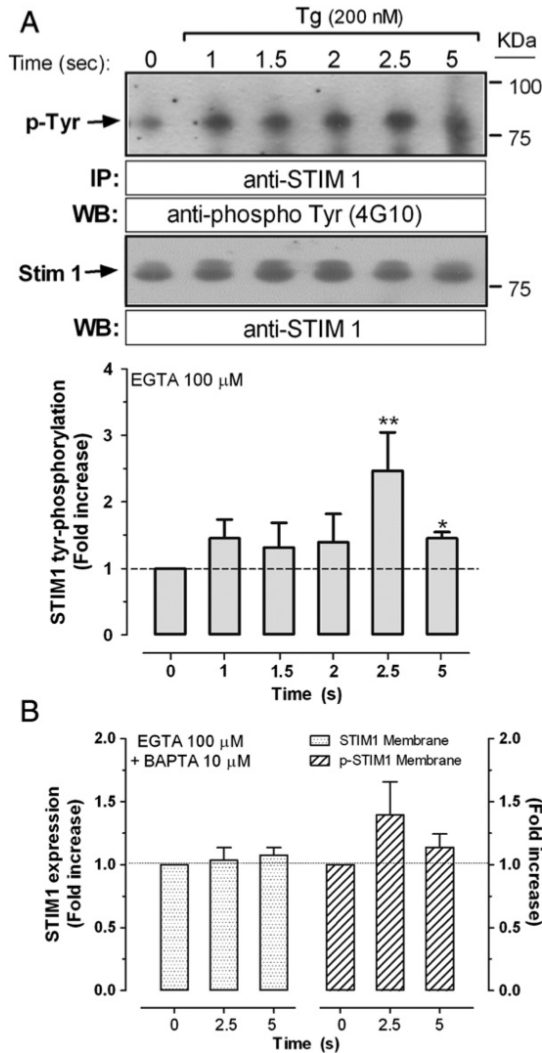 A
Tg (200 nM)
KDa
Time (sec): 0 1 1.5 2 2.5 5
100
p-Tyr
75
IP: anti-STIM 1
WB: anti-phospho Tyr (4G10)
Stim 1
75
WB: anti-STIM 1
EGTA 100 μM
STIM1 tyr-phosphorylation
(Fold increase)
4
3
2
1
0
**
*
0 1 1.5 2 2.5 5
Time (s)
B
EGTA 100 μM
+ BAPTA 10 μM
STIM1 Membrane
p-STIM1 Membrane
STIM1 expression
(Fold increase)
2.0
1.5
1.0
0.5
0.0
2.0
1.5
1.0
0.5
0.0
(Fold increase)
0 2.5 5 0 2.5 5
Time (s)